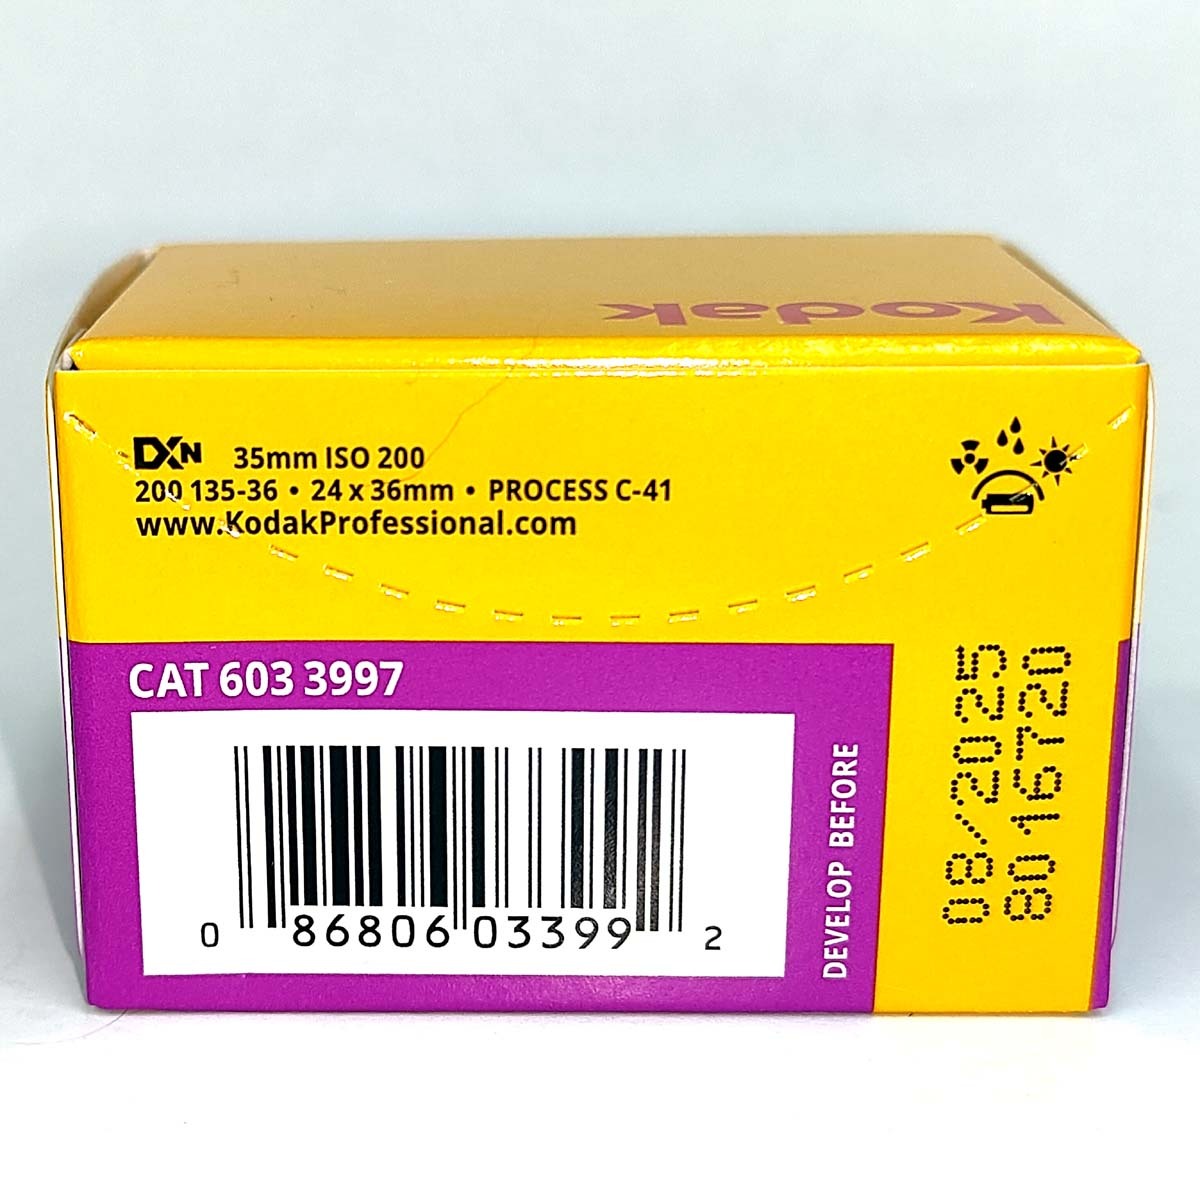 Kodak
DXN 35mm ISO 200
200 135-36 • 24 x 36mm • PROCESS C-41
www.KodakProfessional.com
CAT 603 3997
0 86806 03399 2
DEVELOP BEFORE
08/2025
8016720